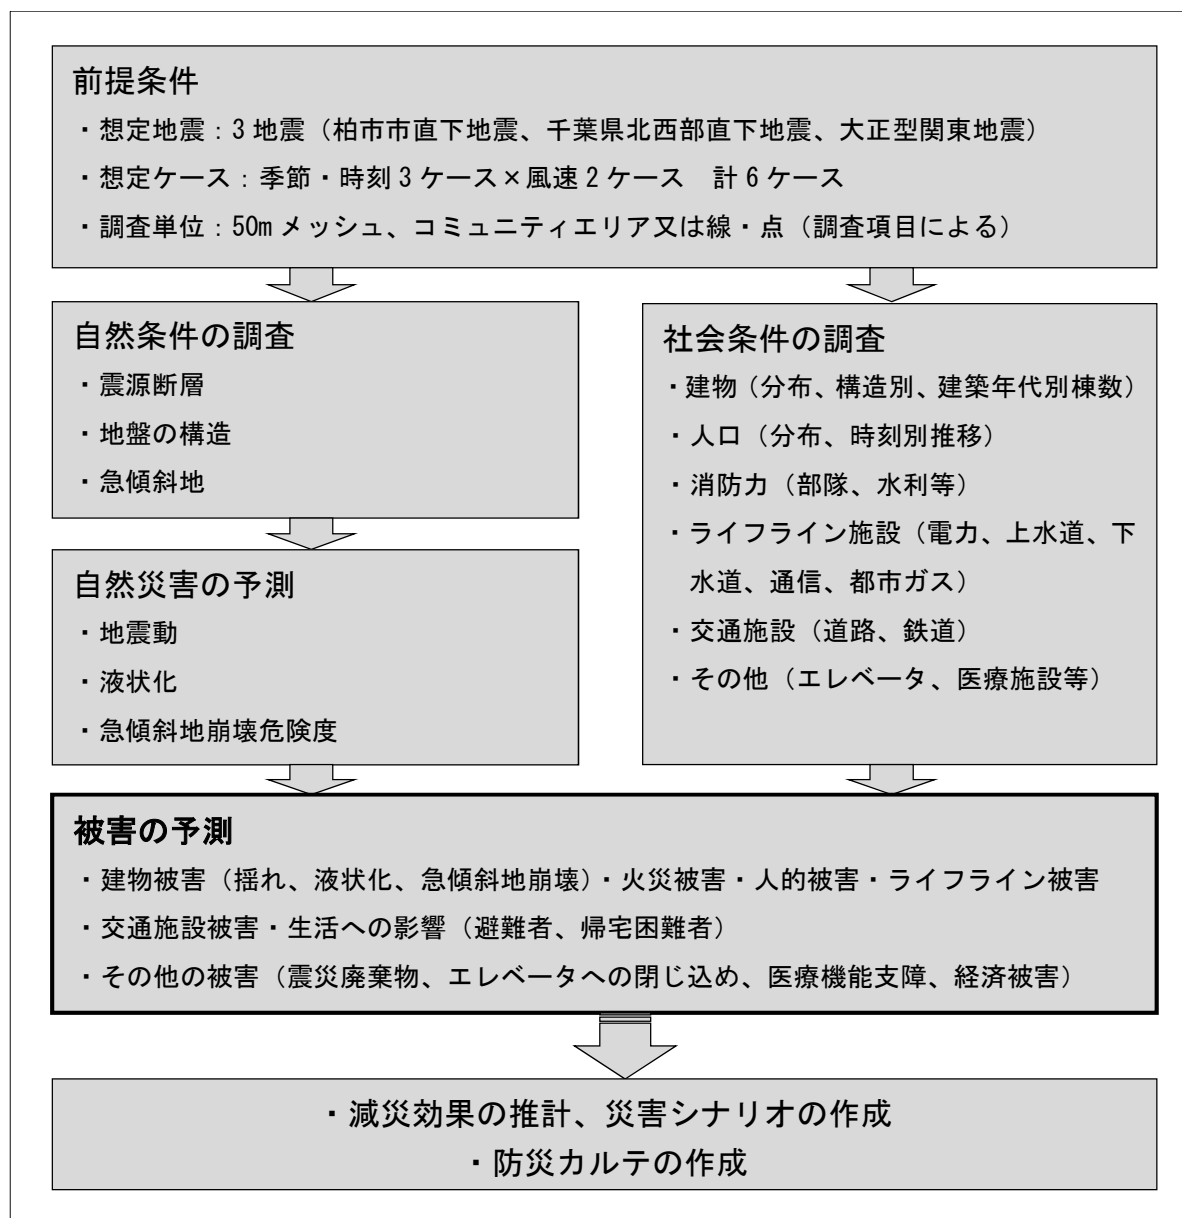 前提条件
・想定地震：3 地震（柏市市直下地震、千葉県北西部直下地震、大正型関東地震）
・想定ケース：季節・時刻 3 ケース×風速 2 ケース　計 6 ケース
・調査単位：50m メッシュ、コミュニティエリア又は線・点（調査項目による）
自然条件の調査
・震源断層
・地盤の構造
・急傾斜地
自然災害の予測
・地震動
・液状化
・急傾斜地崩壊危険度
社会条件の調査
・建物（分布、構造別、建築年代別棟数）
・人口（分布、時刻別推移）
・消防力（部隊、水利等）
・ライフライン施設（電力、上水道、下
水道、通信、都市ガス）
・交通施設（道路、鉄道）
・その他（エレベータ、医療施設等）
被害の予測
・建物被害（揺れ、液状化、急傾斜地崩壊）・火災被害・人的被害・ライフライン被害
・交通施設被害・生活への影響（避難者、帰宅困難者）
・その他の被害（震災廃棄物、エレベータへの閉じ込め、医療機能支障、経済被害）
・減災効果の推計、災害シナリオの作成
・防災カルテの作成